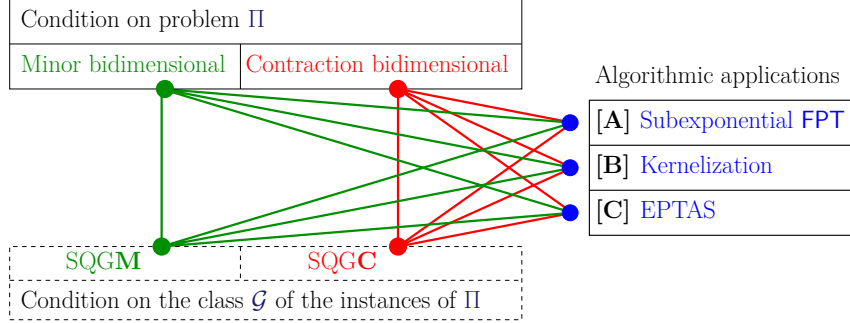 Condition on problem Π
Minor bidimensional Contraction bidimensional
Algorithmic applications
[A] Subexponential FPT
[B] Kernelization
[C] EPTAS
SQGM SQGC
Condition on the class 𝒢 of the instances of Π